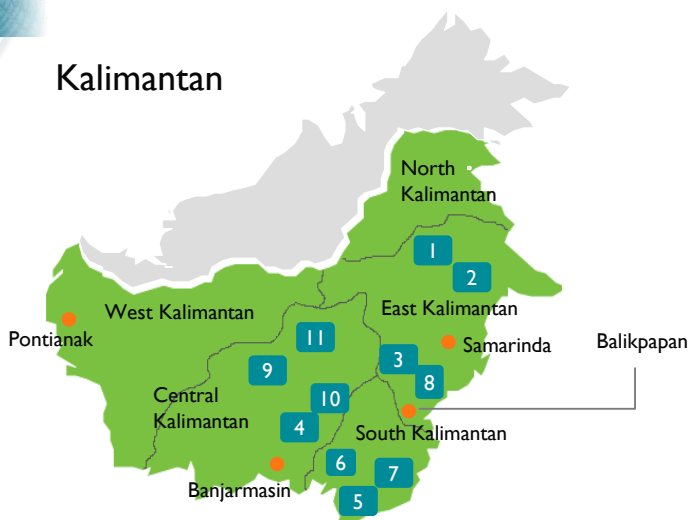 Kalimantan
North
Kalimantan
1
2
East Kalimantan
West Kalimantan
11
Pontianak
Samarinda
Balikpapan
3
9
8
Central
Kalimantan
10
4
South Kalimantan
6
7
Banjarmasin
5